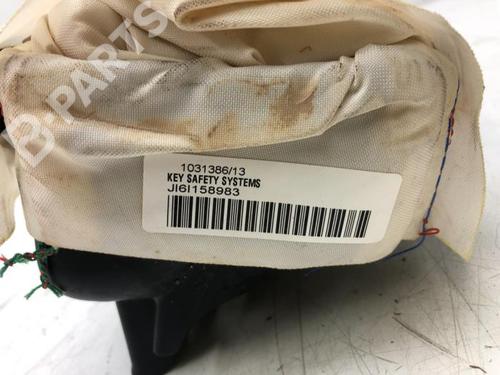 B-PARTS
1031386/13
KEY SAFETY SYSTEMS
JI6I158983